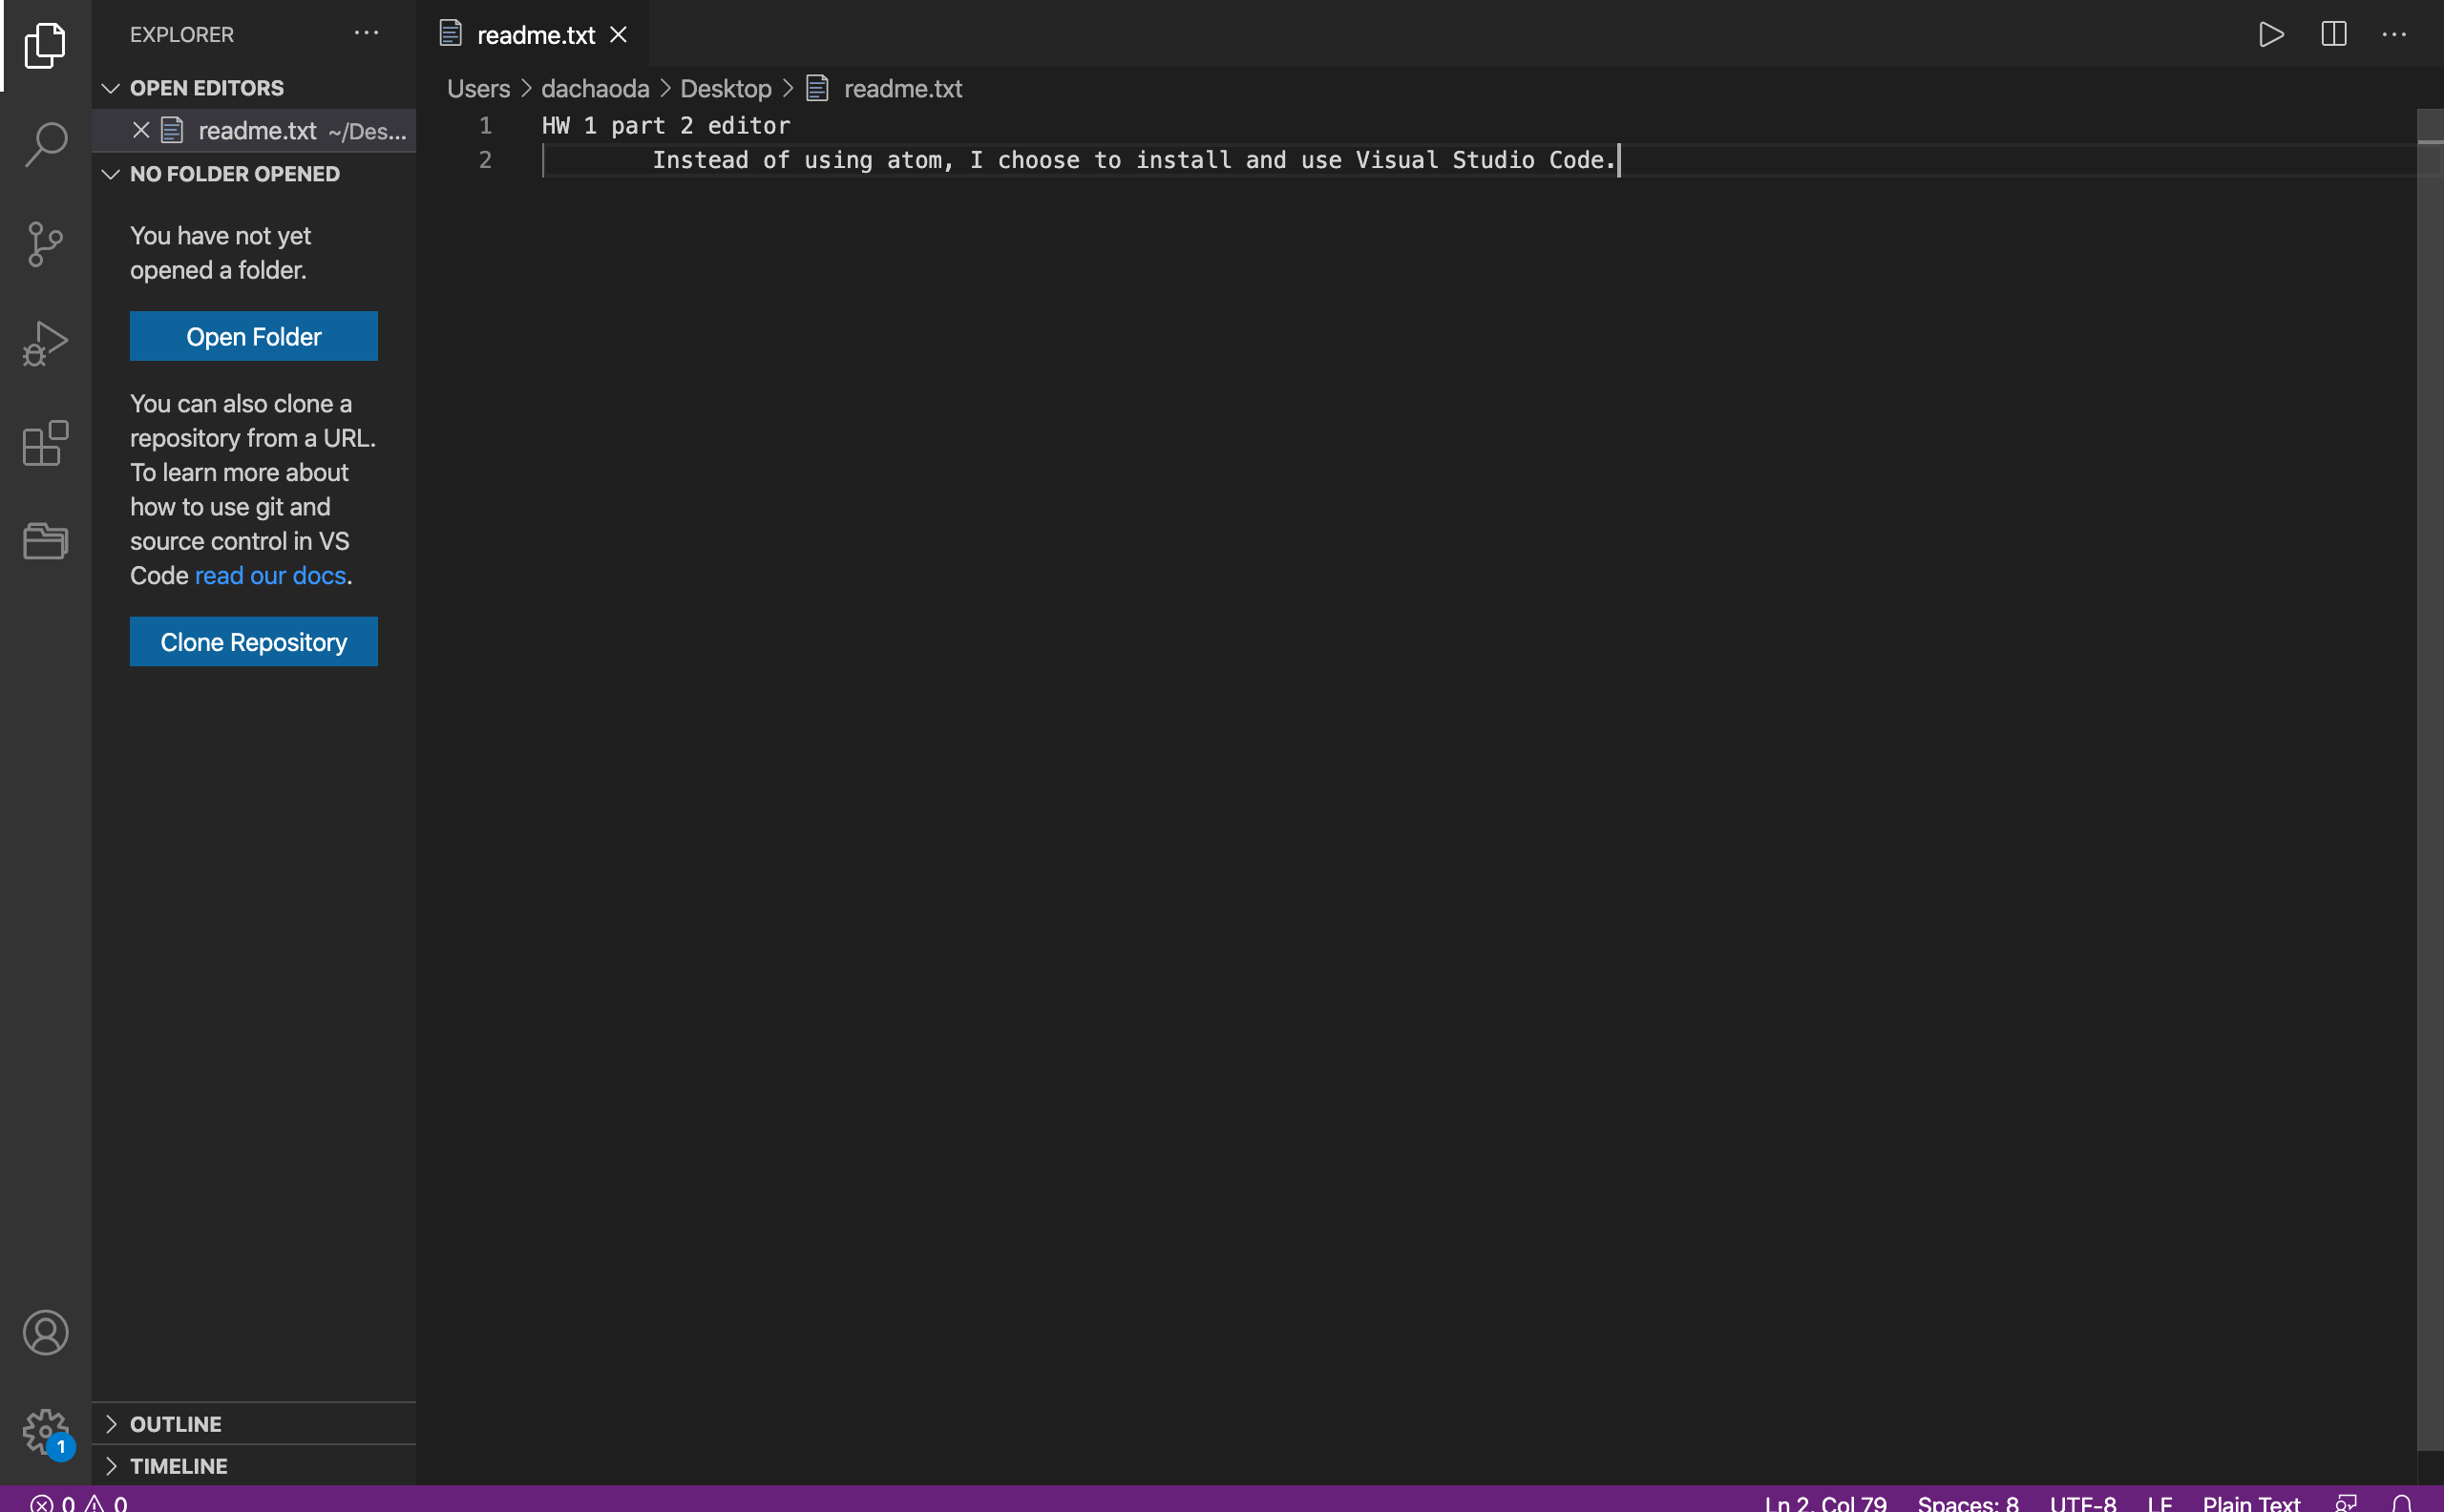 EXPLORER
OPEN EDITORS
readme.txt ~/Des...
NO FOLDER OPENED
You have not yet
opened a folder.
Open Folder
You can also clone a
repository from a URL.
To learn more about
how to use git and
source control in VS
Code read our docs.
Clone Repository
OUTLINE
TIMELINE
1
readme.txt
Users > dachaoda > Desktop > readme.txt
1 HW 1 part 2 editor
2 Instead of using atom, I choose to install and use Visual Studio Code.
0 0
Ln 2, Col 79 Spaces: 8 UTF-8 LF Plain Text